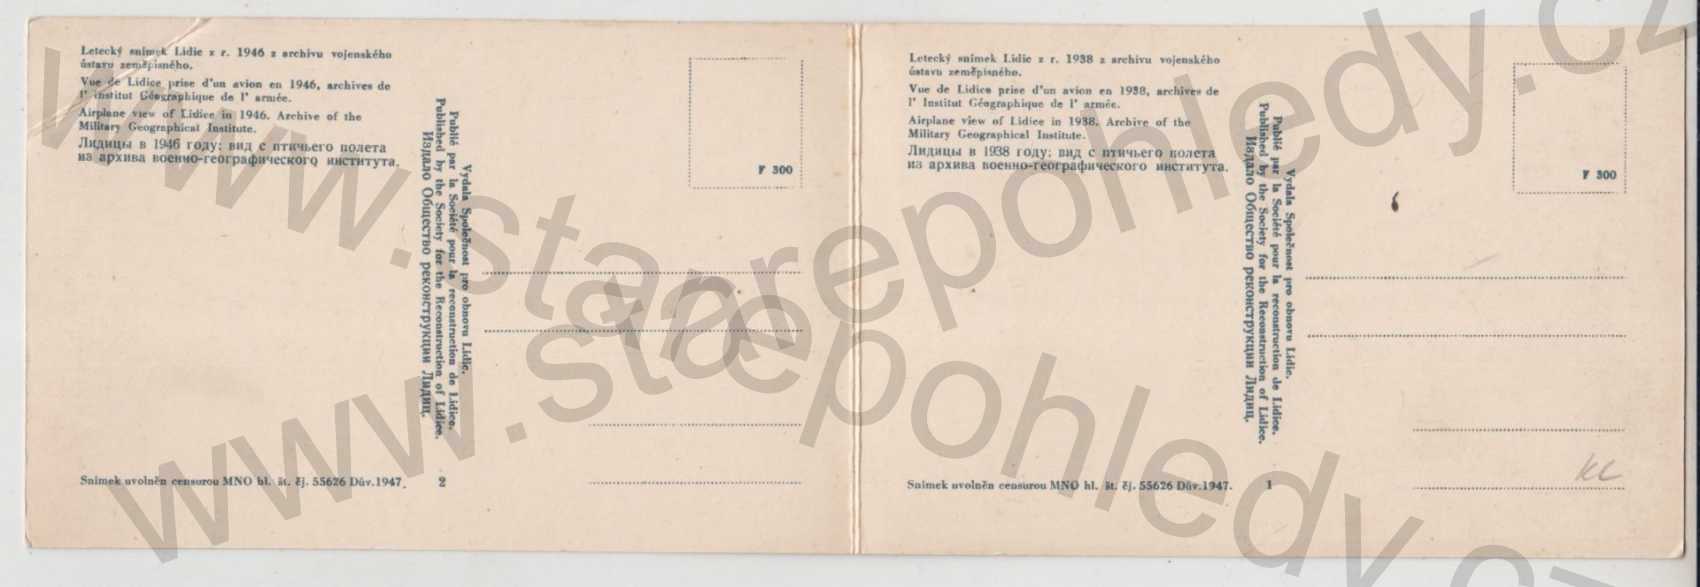 Letecký snímek Lidic z r. 1946 z archivu vojenského
ústavu zeměpisného.
Vue de Lidice prise d'un avion en 1946, archives de
l' institut Géographique de l' armée.
Airplane view of Lidice in 1946. Archive of the
Military Geographical Institute.
Лидицы в 1946 году: вид с птичьего полета
из архива военно-географического института.
F 300
Vydala Společnost pro obnovu Lidic.
Publié par la Société pour la reconstruction de Lidice.
Published by the Society for the Reconstruction of Lidice.
Издало Общество реконструкции Лидиц.
Snímek uvolněn censurou MNO hl. št. čj. 55626 Dův.1947.
2
Letecký snímek Lidic z r. 1938 z archivu vojenského
ústavu zeměpisného.
Vue de Lidice prise d'un avion en 1938, archives de
l' Institut Géographique de l' armée.
Airplane view of Lidice in 1938. Archive of the
Military Geographical Institute.
Лидицы в 1938 году: вид с птичьего полета
из архива военно-географического института.
F 300
Vydala Společnost pro obnovu Lidic.
Publié par la Société pour la reconstruction de Lidice.
Published by the Society for the Reconstruction of Lidice.
Издало Общество реконструкции Лидиц.
Snímek uvolněn censurou MNO hl. št. čj. 55626 Dův.1947.
1
www.starepohledy.cz
www.starepohledy.cz